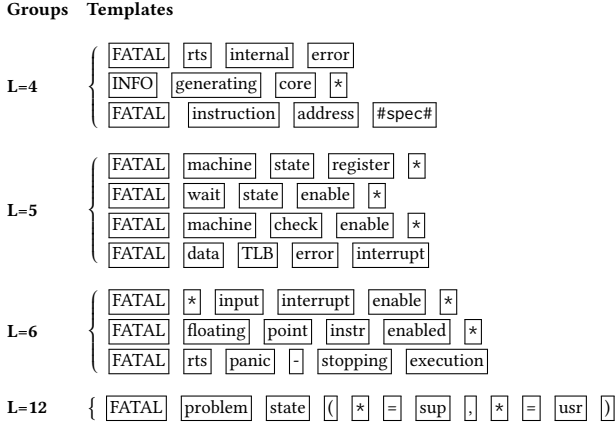 Groups Templates
FATAL rts internal error
L=4 INFO generating core *
FATAL instruction address #spec#
FATAL machine state register *
FATAL wait state enable *
L=5
FATAL machine check enable *
FATAL data TLB error interrupt
FATAL * input interrupt enable *
L=6 FATAL floating point instr enabled *
FATAL rts panic - stopping execution
L=12 { FATAL problem state ( * = sup , * = usr )